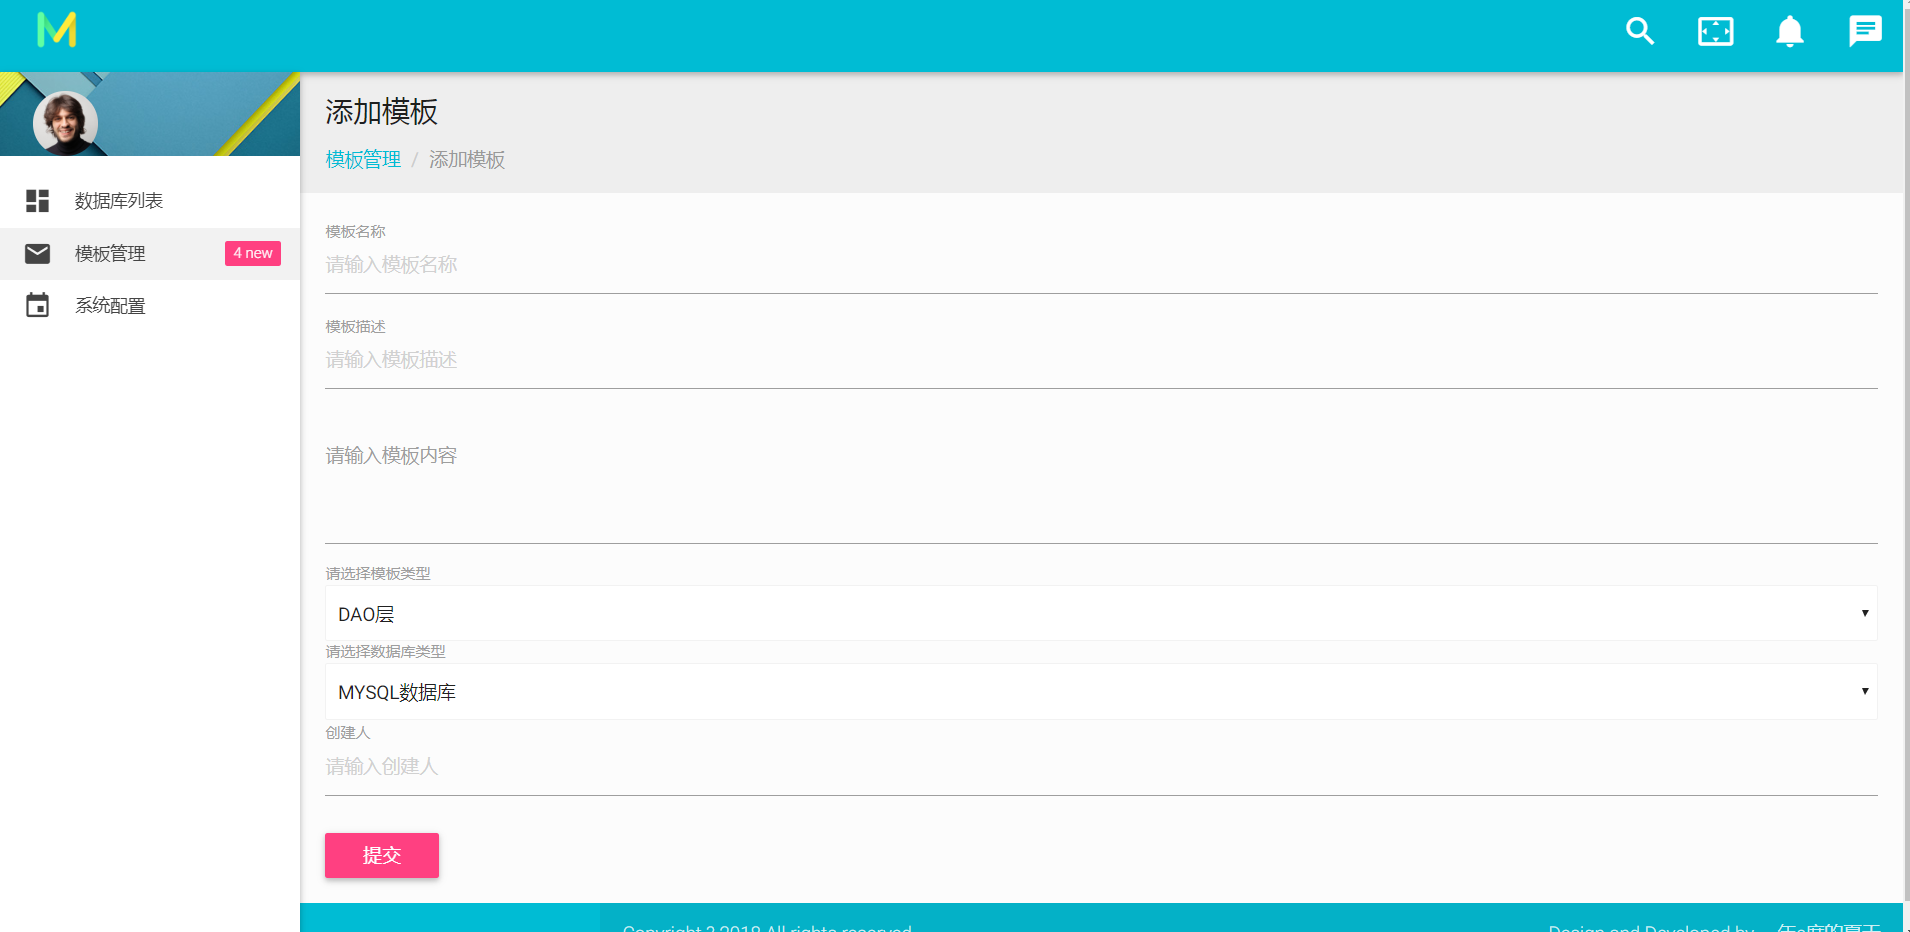 添加模板
模板管理 / 添加模板
数据库列表
模板管理 4 new
系统配置
模板名称
请输入模板名称
模板描述
请输入模板描述
请输入模板内容
请选择模板类型
DAO层
请选择数据库类型
MYSQL数据库
创建人
请输入创建人
提交
Copyright ? 2019 All rights reserved.
Design and Developed by